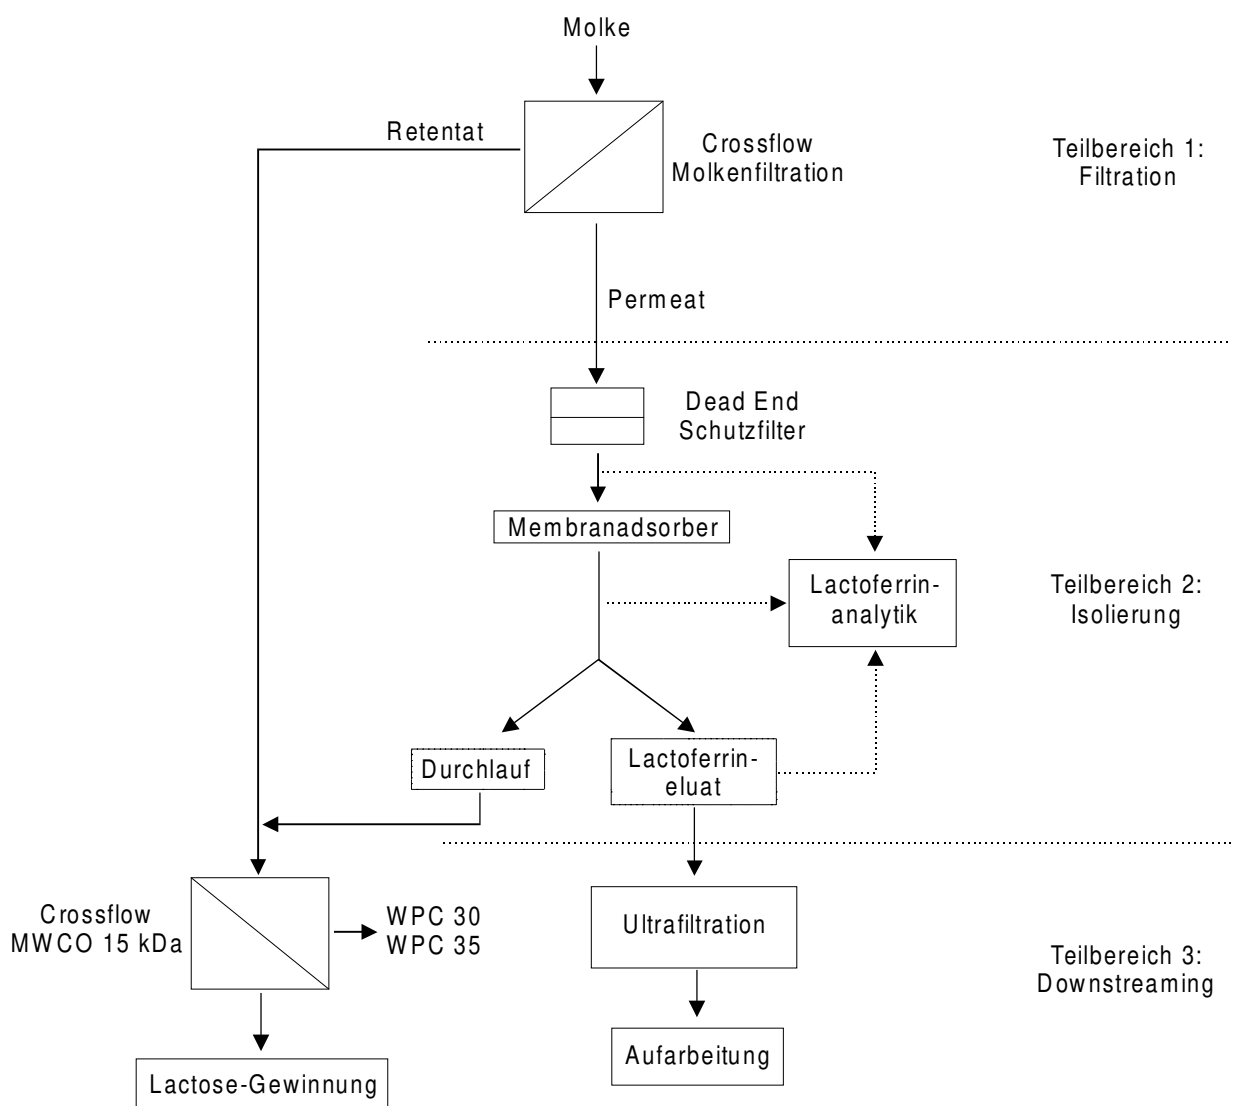 Molke
Retentat
Crossflow
Molkenfiltration
Teilbereich 1:
Filtration
Permeat
Dead End
Schutzfilter
Membranadsorber
Lactoferrin-
analytik
Teilbereich 2:
Isolierung
Durchlauf
Lactoferrin-
eluat
Crossflow
MWCO 15 kDa
WPC 30
WPC 35
Ultrafiltration
Teilbereich 3:
Downstreaming
Aufarbeitung
Lactose-Gewinnung